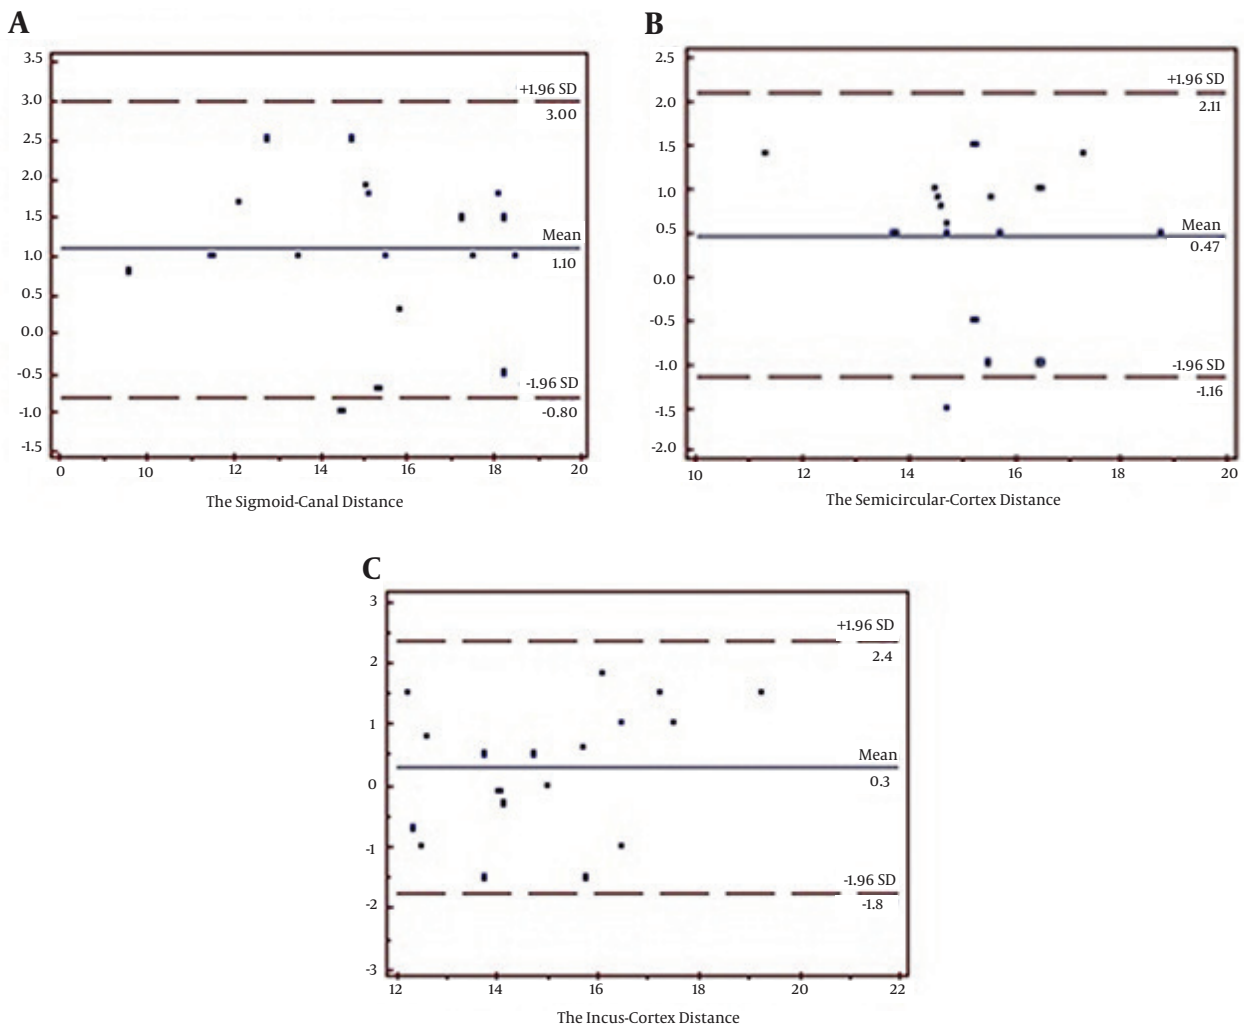 A
3.5
+1.96 SD
3.0
3.00
2.5
2.0
1.5
Mean
1.0
1.10
0.5
0.0
-0.5
-1.96 SD
-1.0
-0.80
-1.5
0 10 12 14 16 18 20
The Sigmoid-Canal Distance
B
2.5
+1.96 SD
2.0
2.11
1.5
1.0
0.5
Mean
0.47
0.0
-0.5
-1.0
-1.96 SD
-1.16
-1.5
-2.0
10 12 14 16 18 20
The Semicircular-Cortex Distance
C
3
+1.96 SD
2.4
2
1
Mean
0
0.3
-1
-1.96 SD
-2
-1.8
-3
12 14 16 18 20 22
The Incus-Cortex Distance